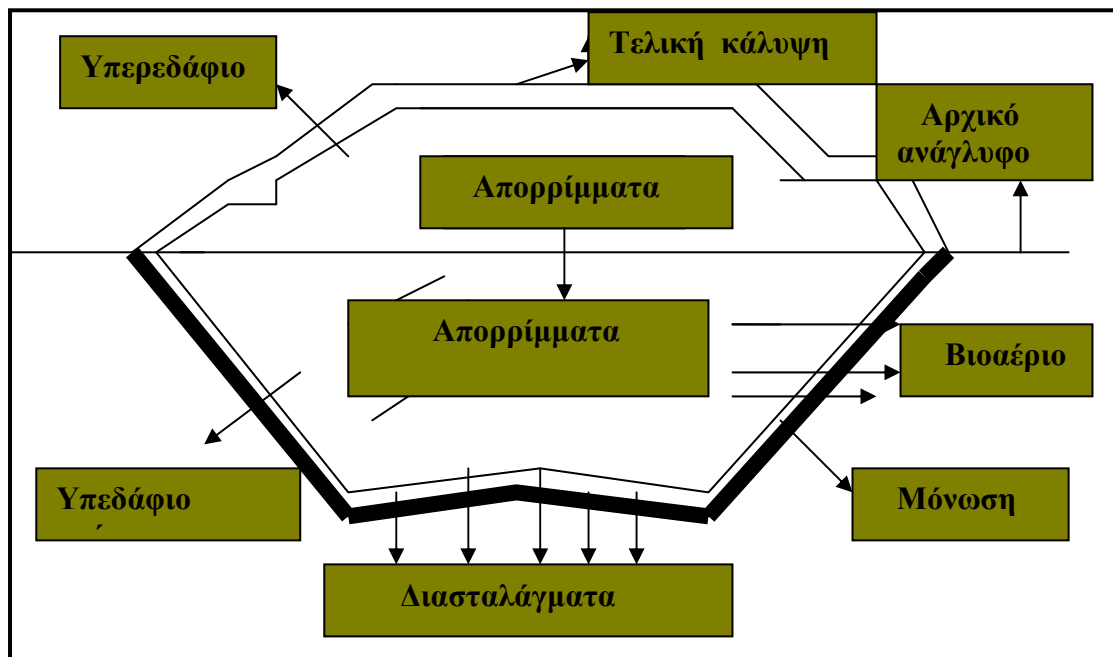 Τελική κάλυψη
Υπερεδάφιο
Αρχικό
ανάγλυφο
Απορρίμματα
Απορρίμματα
Βιοαέριο
Υπεδάφιο
Μόνωση
Διασταλάγματα